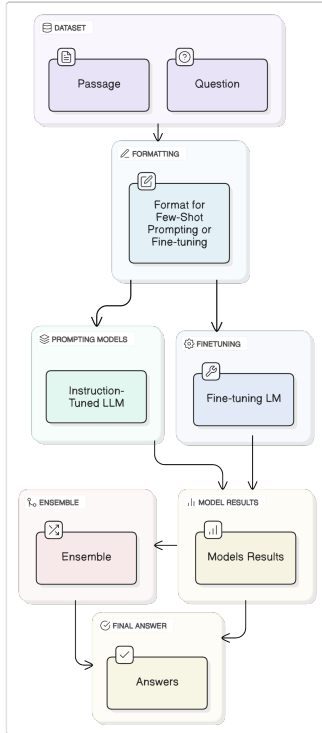 DATASET
Passage
Question
FORMATTING
Format for
Few-Shot
Prompting or
Fine-tuning
PROMPTING MODELS
FINETUNING
Instruction-
Tuned LLM
Fine-tuning LM
ENSEMBLE
MODEL RESULTS
Ensemble
Models Results
FINAL ANSWER
Answers